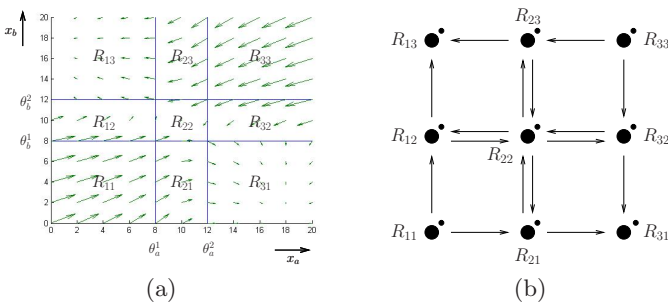 x_b
20
18
16
14
12
10
8
6
4
2
0
θ_b^2
θ_b^1
R_13 R_23 R_33
R_12 R_22 R_32
R_11 R_21 R_31
0 2 4 6 8 10 12 14 16 18 20
θ_a^1 θ_a^2
x_a
(a)
R_23
R_13 R_33
R_12 R_32
R_22
R_11 R_31
R_21
(b)